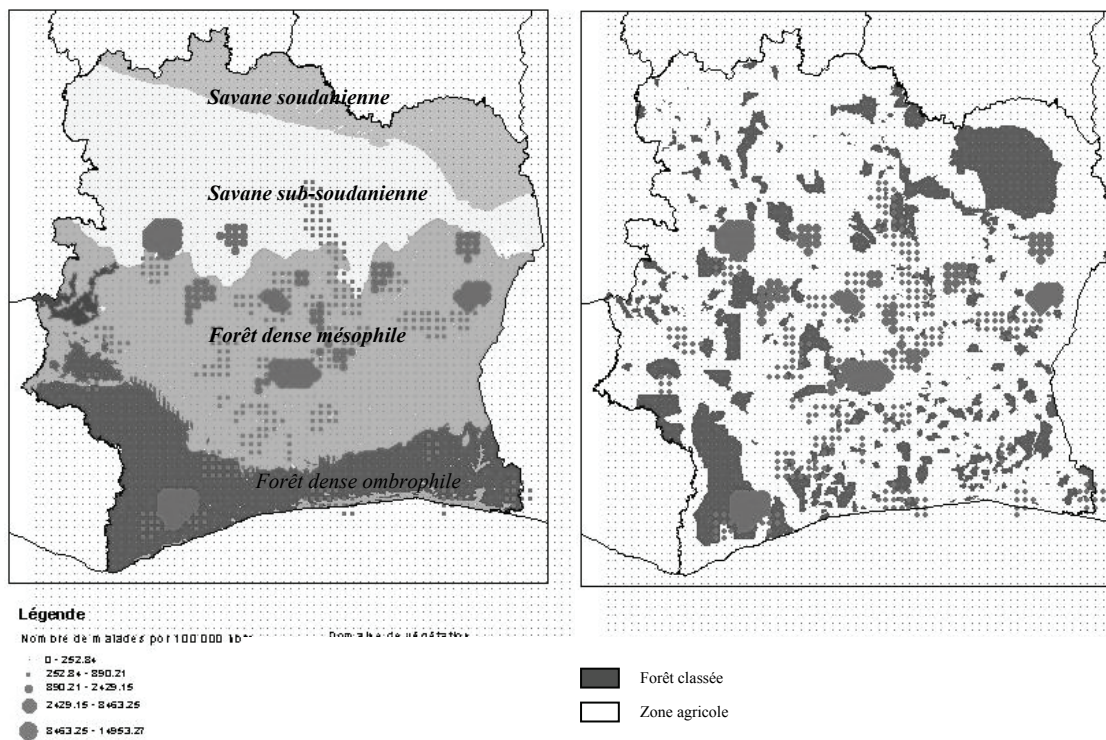 Savane soudanienne
Savane sub-soudanienne
Forêt dense mésophile
Forêt dense ombrophile
Légende
Nombre de malades por 100 000
0 - 252.84
252.84 - 890.21
890.21 - 2429.15
2429.15 - 8463.25
8463.25 - 14953.27
Domaine de végétation
Forêt classée
Zone agricole